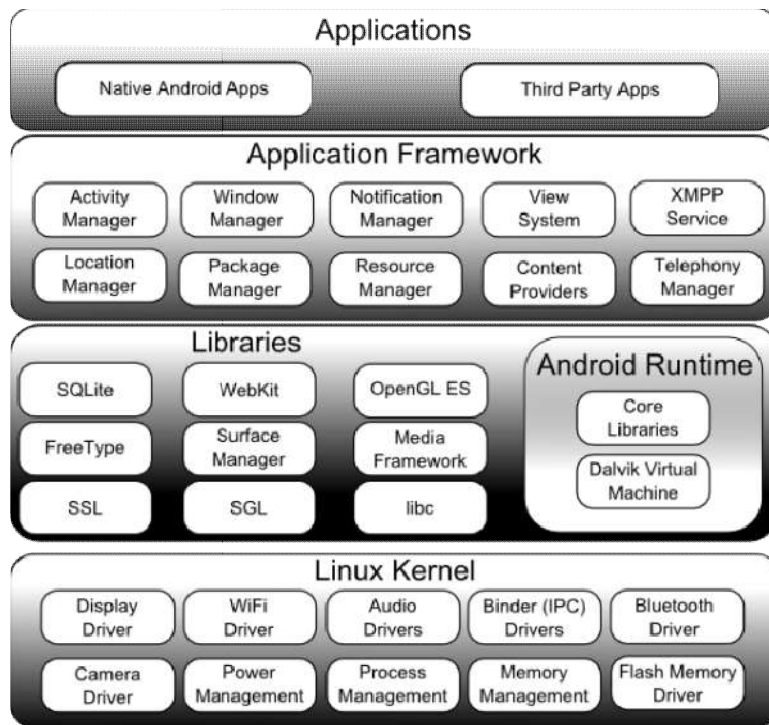 Applications
Native Android Apps
Third Party Apps
Application Framework
Activity
Manager
Window
Manager
Notification
Manager
View
System
XMPP
Service
Location
Manager
Package
Manager
Resource
Manager
Content
Providers
Telephony
Manager
Libraries
SQLite
WebKit
OpenGL ES
FreeType
Surface
Manager
Media
Framework
SSL
SGL
libc
Android Runtime
Core
Libraries
Dalvik Virtual
Machine
Linux Kernel
Display
Driver
WiFi
Driver
Audio
Drivers
Binder (IPC)
Drivers
Bluetooth
Driver
Camera
Driver
Power
Management
Process
Management
Memory
Management
Flash Memory
Driver